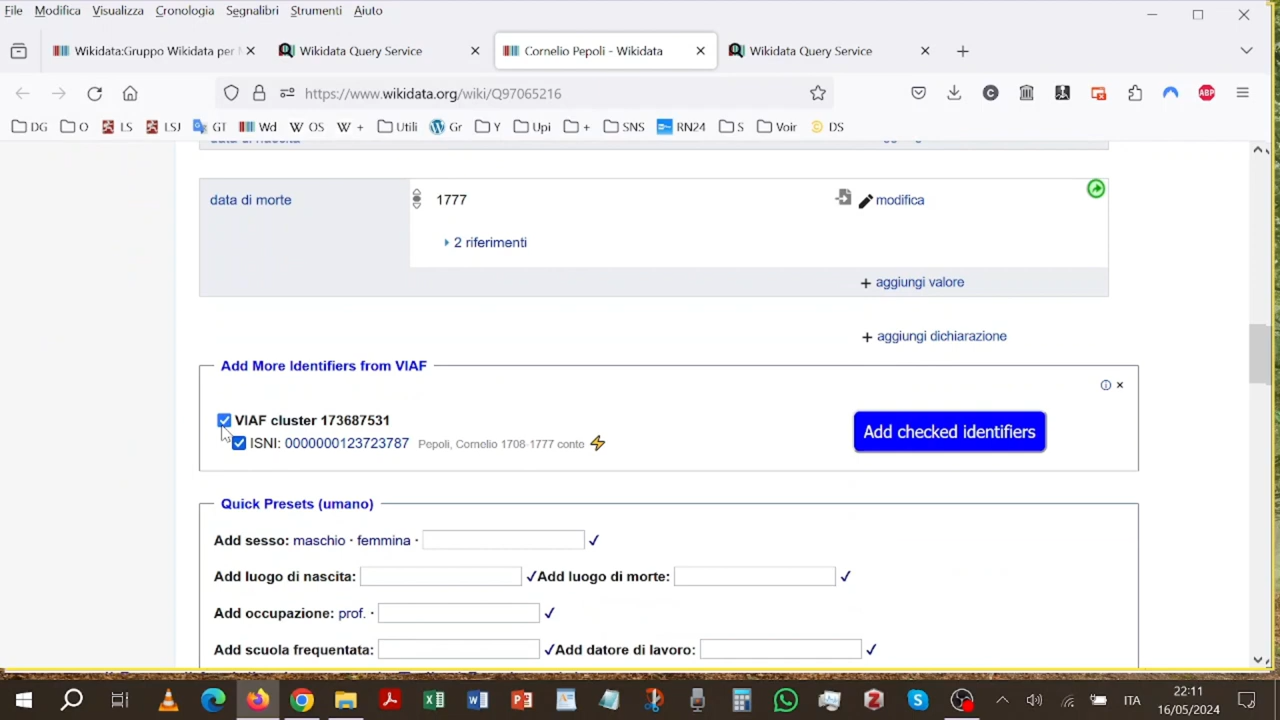 File Modifica Visualizza Cronologia Segnalibri Strumenti Aiuto
Wikidata:Gruppo Wikidata per M Wikidata Query Service Cornelio Pepoli - Wikidata Wikidata Query Service
https://www.wikidata.org/wiki/Q97065216
DG O LS LSJ GT Wd OS + Utili Gr Y Upi + SNS RN24 S Voir DS
data di morte 1777 modifica
2 riferimenti
+ aggiungi valore
+ aggiungi dichiarazione
Add More Identifiers from VIAF
VIAF cluster 173687531
ISNI: 0000000123723787 Pepoli, Cornelio 1708-1777 conte
Add checked identifiers
Quick Presets (umano)
Add sesso: maschio · femmina ·
Add luogo di nascita: Add luogo di morte:
Add occupazione: prof. ·
Add scuola frequentata: Add datore di lavoro:
ITA 22:11
16/05/2024